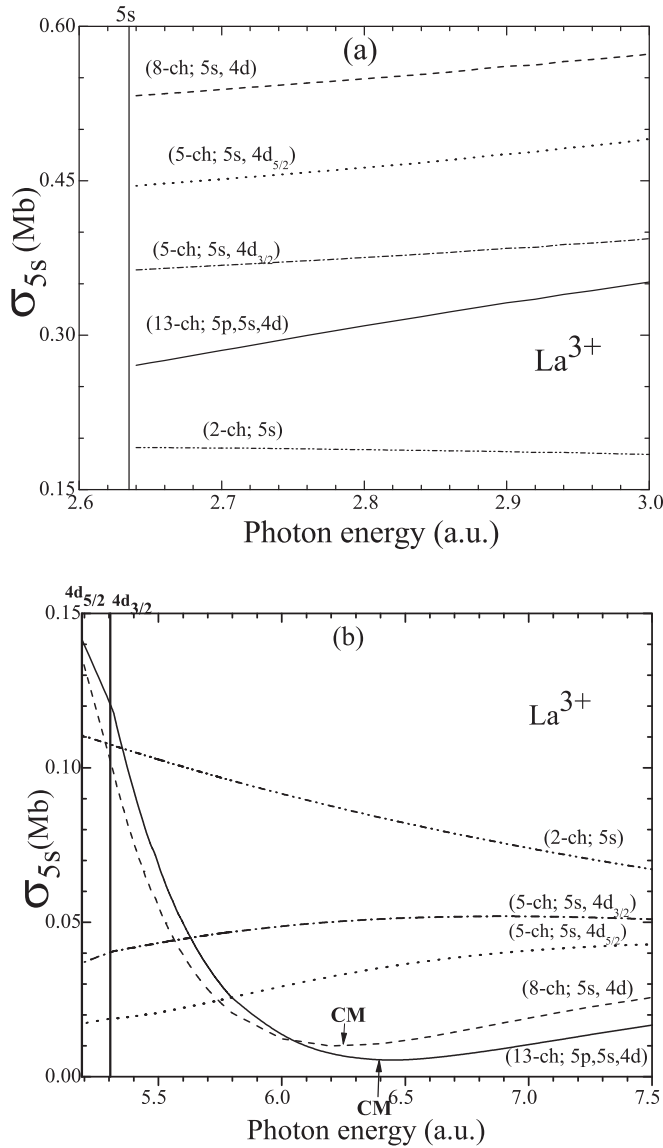 5s
0.60
(a)
(8-ch; 5s, 4d)
(5-ch; 5s, 4d5/2)
0.45
σ5s (Mb)
(5-ch; 5s, 4d3/2)
(13-ch; 5p,5s,4d)
0.30
La3+
(2-ch; 5s)
0.15
2.6 2.7 2.8 2.9 3.0
Photon energy (a.u.)
4d5/2 4d3/2
0.15
(b)
La3+
0.10
(2-ch; 5s)
σ5s(Mb)
(5-ch; 5s, 4d3/2)
0.05
(5-ch; 5s, 4d5/2)
(8-ch; 5s, 4d)
CM
(13-ch; 5p,5s,4d)
0.00
5.5 6.0 6.5 7.0 7.5
CM
Photon energy (a.u.)